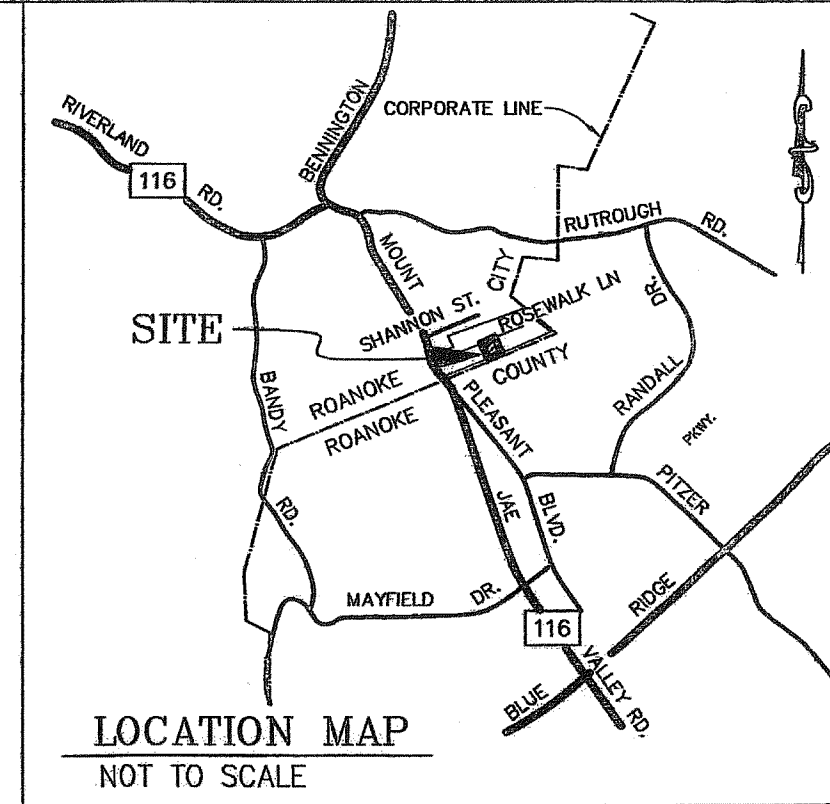 RIVERLAND
116
RD.
BENNINGTON
CORPORATE LINE
RUTROUGH
RD.
MOUNT
CITY
SHANNON ST.
ROSEWALK LN
DR.
SITE
COUNTY
ROANOKE
ROANOKE
BANDY
PLEASANT
RANDALL
PKWY.
PITZER
JAE
BLVD.
RD.
MAYFIELD
DR.
RIDGE
116
VALLEY RD.
BLUE
LOCATION MAP
NOT TO SCALE